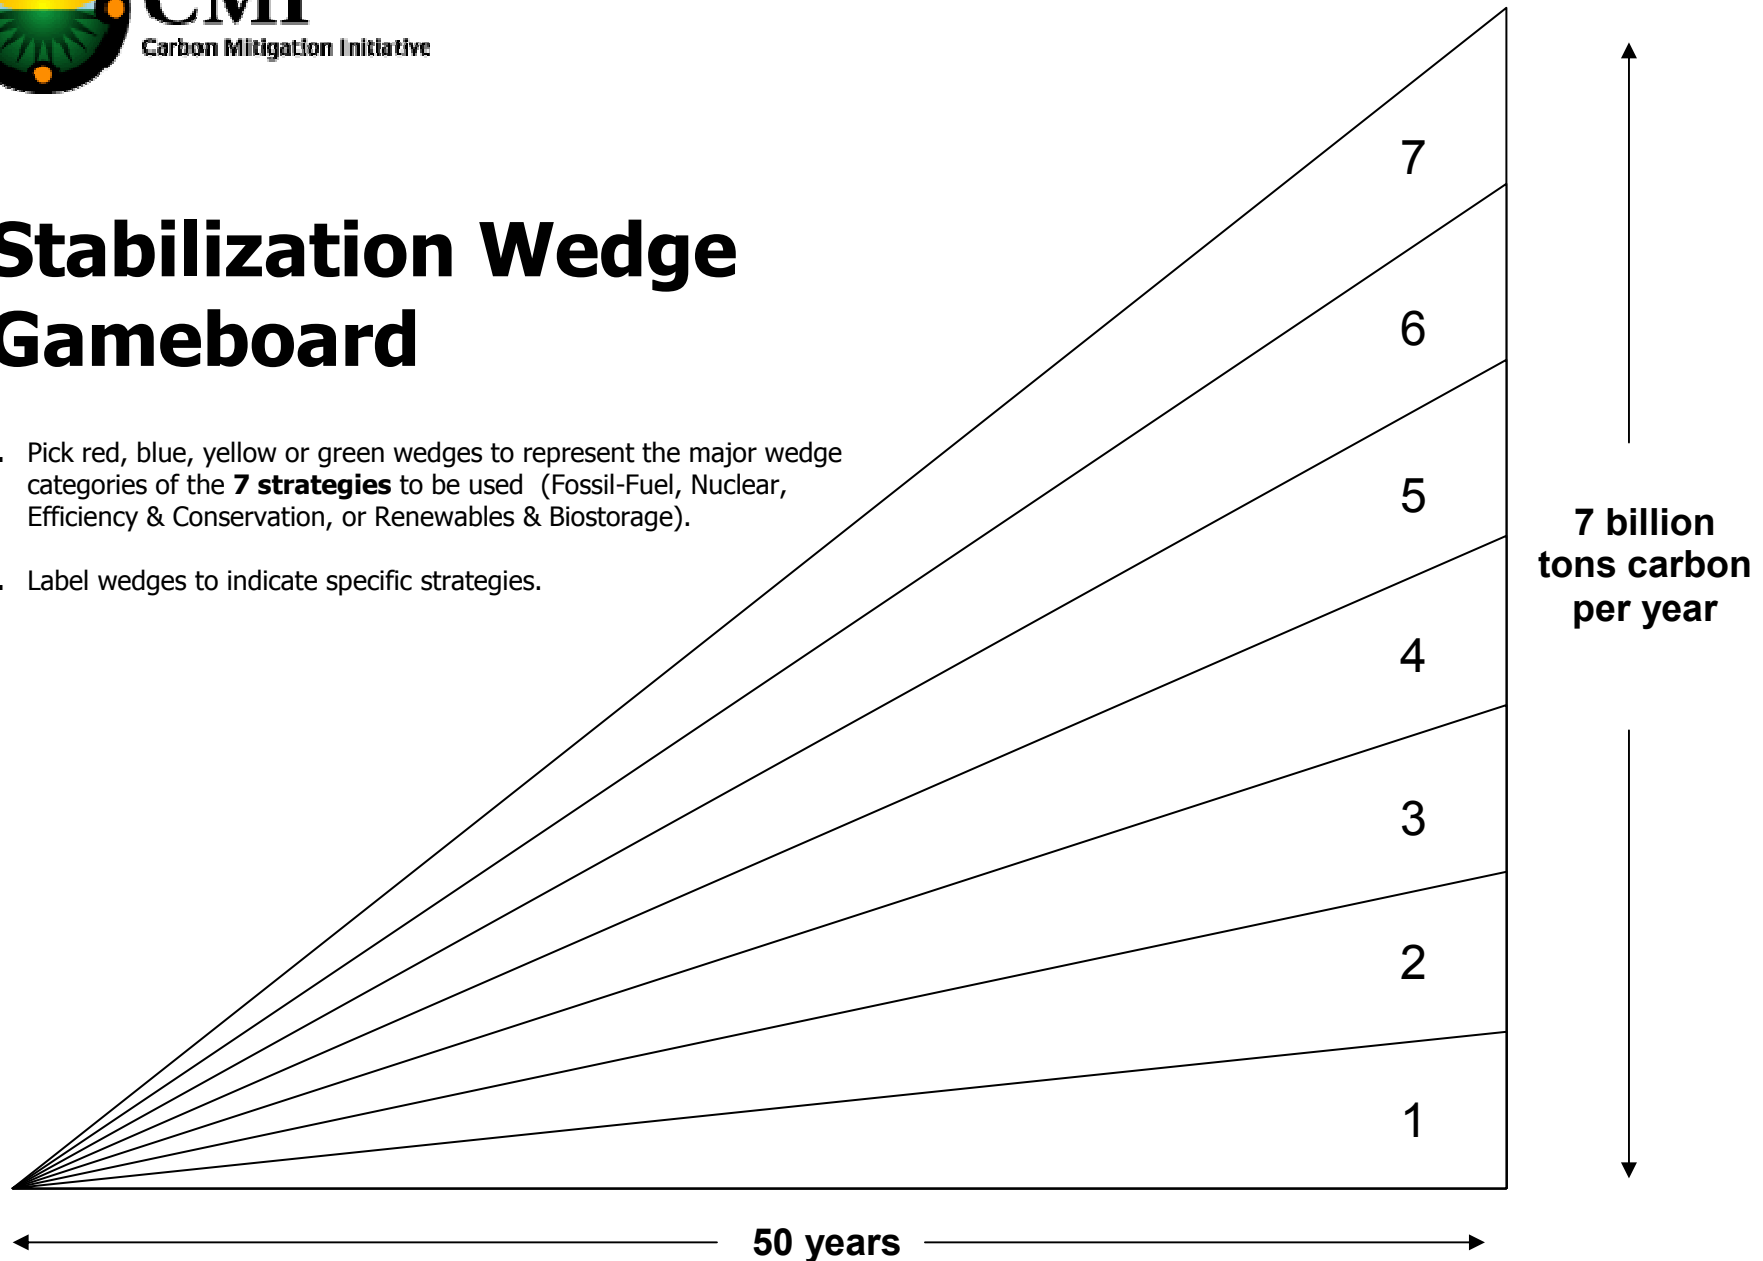 CMI
Carbon Mitigation Initiative
Stabilization Wedge
Gameboard
. Pick red, blue, yellow or green wedges to represent the major wedge
categories of the 7 strategies to be used (Fossil-Fuel, Nuclear,
Efficiency & Conservation, or Renewables & Biostorage).
. Label wedges to indicate specific strategies.
7
6
5
4
3
2
1
7 billion
tons carbon
per year
50 years